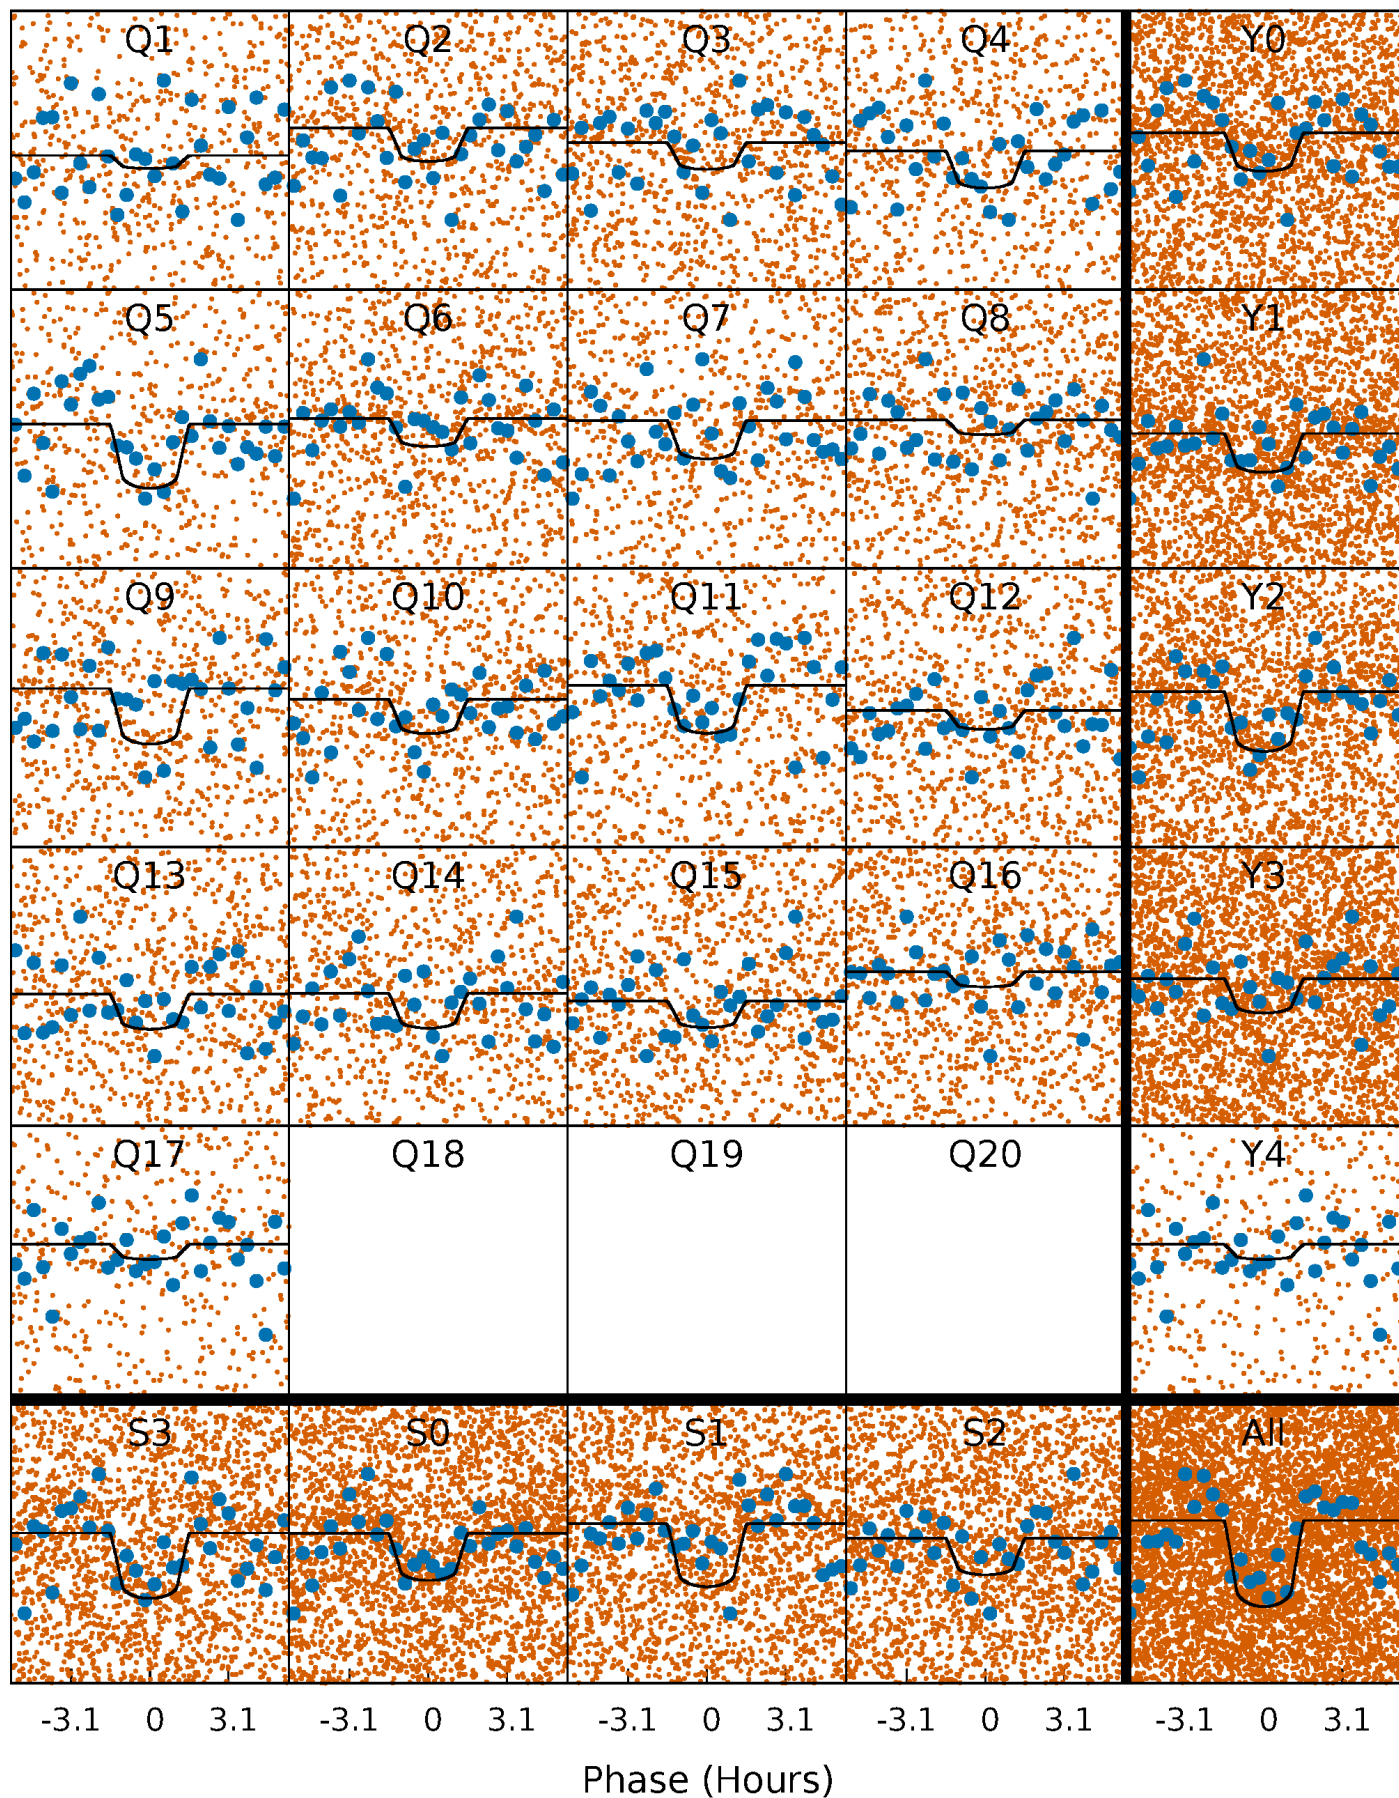 Q1 Q2 Q3 Q4 Y0
Q5 Q6 Q7 Q8 Y1
Q9 Q10 Q11 Q12 Y2
Q13 Q14 Q15 Q16 Y3
Q17 Q18 Q19 Q20 Y4
S3 S0 S1 S2 All
-3.1 0 3.1 -3.1 0 3.1 -3.1 0 3.1 -3.1 0 3.1 -3.1 0 3.1
Phase (Hours)